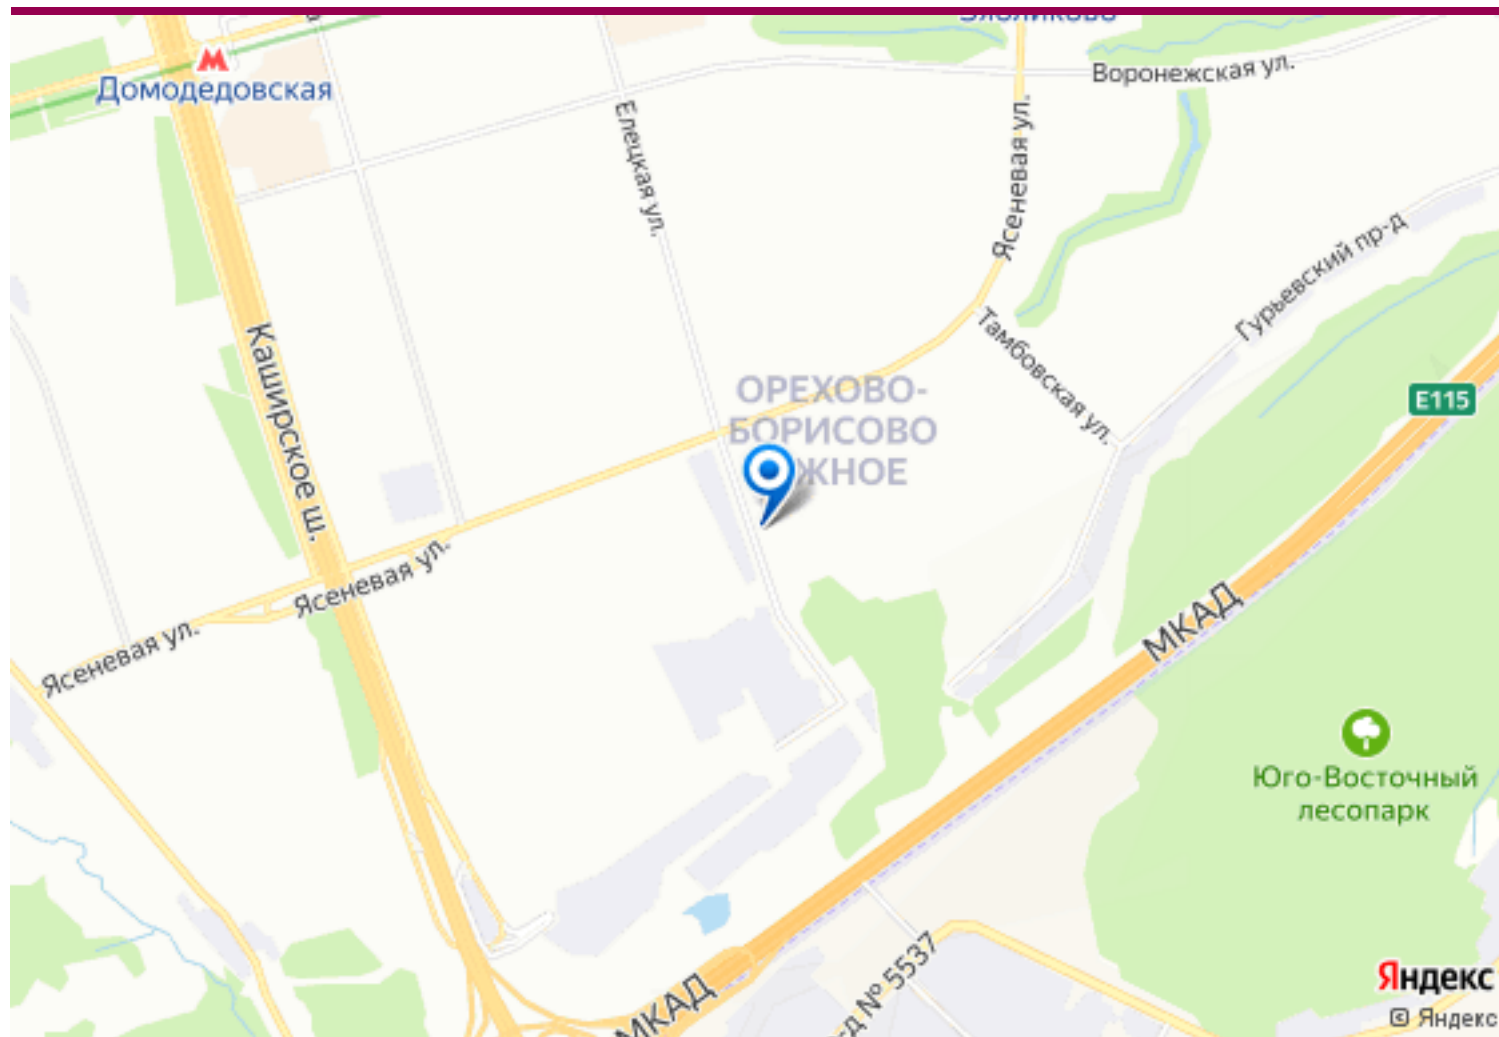 Домодедовская
Воронежская ул.
Елецкая ул.
Ясеневая ул.
Гурьевский пр-д
Тамбовская ул.
Каширское ш.
ОРЕХОВО-
БОРИСОВО
ЖНОЕ
E115
Ясеневая ул.
Ясеневая ул.
МКАД
Юго-Восточный
лесопарк
№ 5537
МКАД
Яндекс
© Яндекс